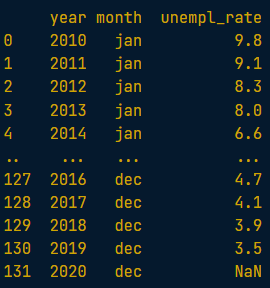 year month unempl_rate
0 2010 jan 9.8
1 2011 jan 9.1
2 2012 jan 8.3
3 2013 jan 8.0
4 2014 jan 6.6
.. ... ... ...
127 2016 dec 4.7
128 2017 dec 4.1
129 2018 dec 3.9
130 2019 dec 3.5
131 2020 dec NaN